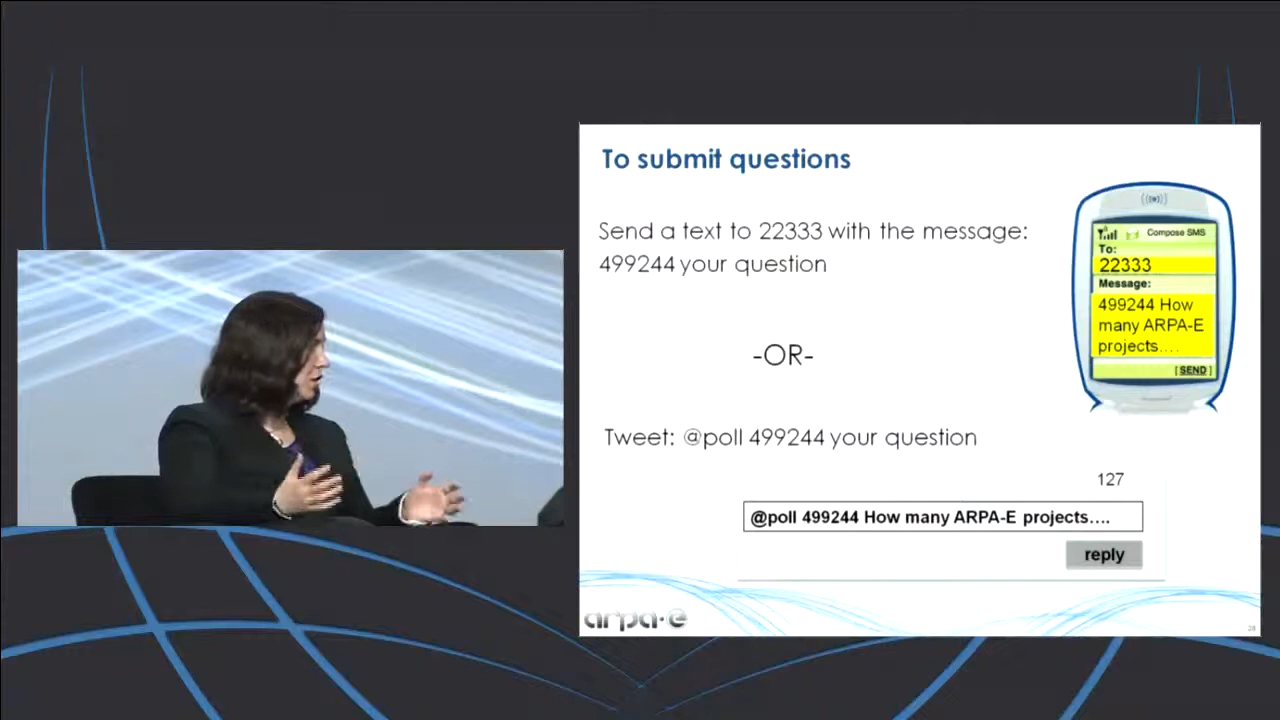 To submit questions
Send a text to 22333 with the message:
499244 your question
-OR-
Tweet: @poll 499244 your question
127
@poll 499244 How many ARPA-E projects....
reply
Compose SMS
To:
22333
Message:
499244 How
many ARPA-E
projects....
[SEND]
arpa·e
28